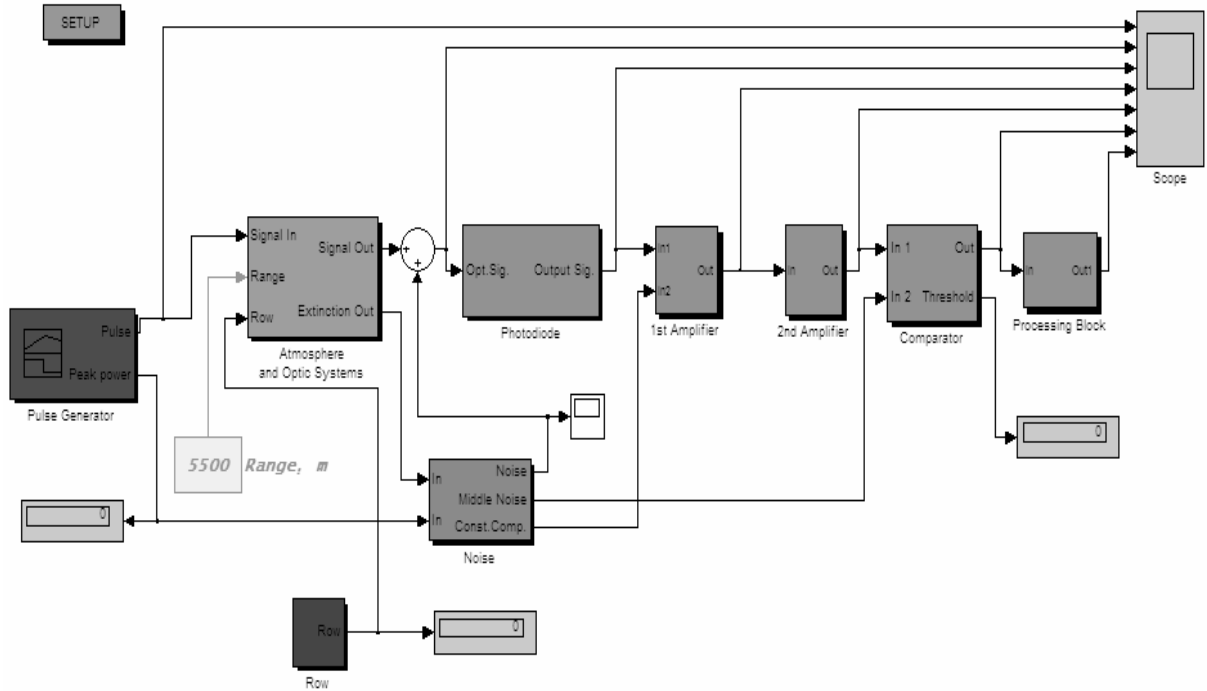 SETUP
Scope
Signal In
Signal Out
Range
Extinction Out
Row
Atmosphere
and Optic Systems
+
+
Opt.Sig.
Output Sig.
Photodiode
In1
Out
In2
1st Amplifier
In
Out
2nd Amplifier
In 1
Out
In 2
Threshold
Comparator
In
Out1
Processing Block
Pulse
Peak power
Pulse Generator
5500 Range, m
0
0
In
Noise
Middle Noise
In
Const.Comp.
Noise
Row
0
Row